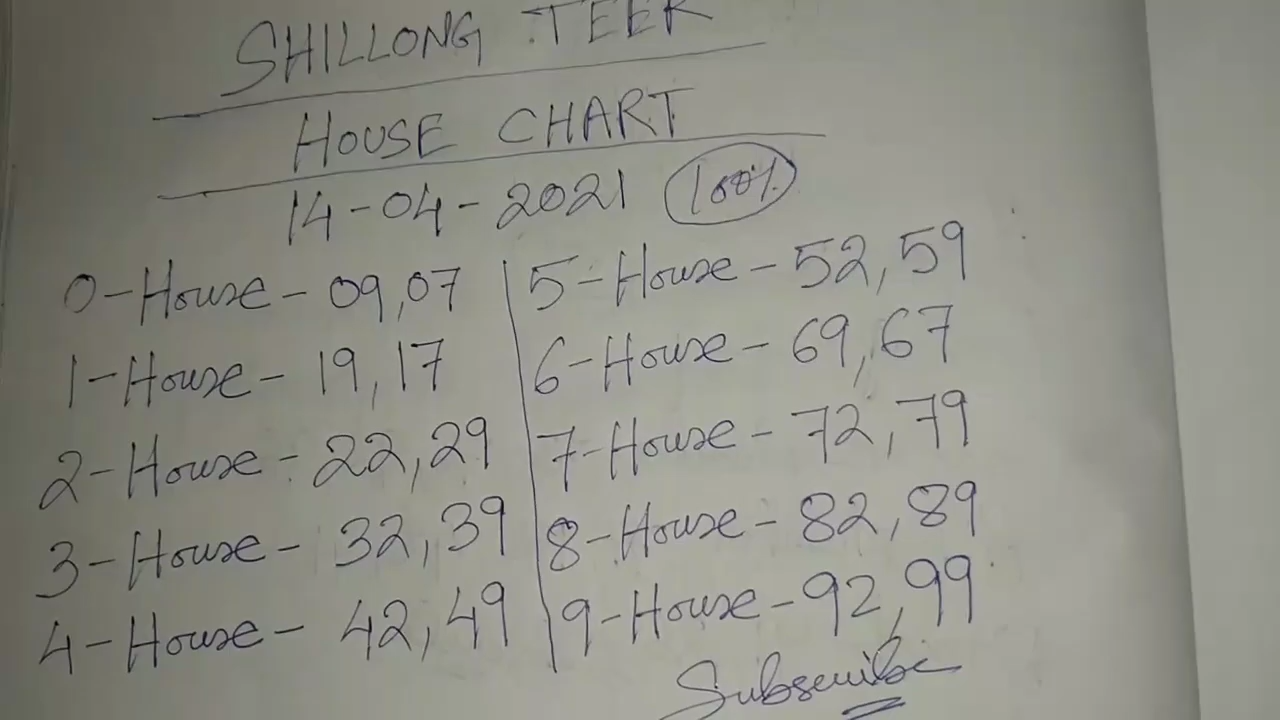 SHILLONG TEER
HOUSE CHART
14-04-2021 100%
0-House- 09,07
1-House- 19,17
2-House- 22,29
3-House- 32,39
4-House- 42,49
5-House- 52,59
6-House- 69,67
7-House- 72,79
8-House- 82,89
9-House- 92,99
Subscribe